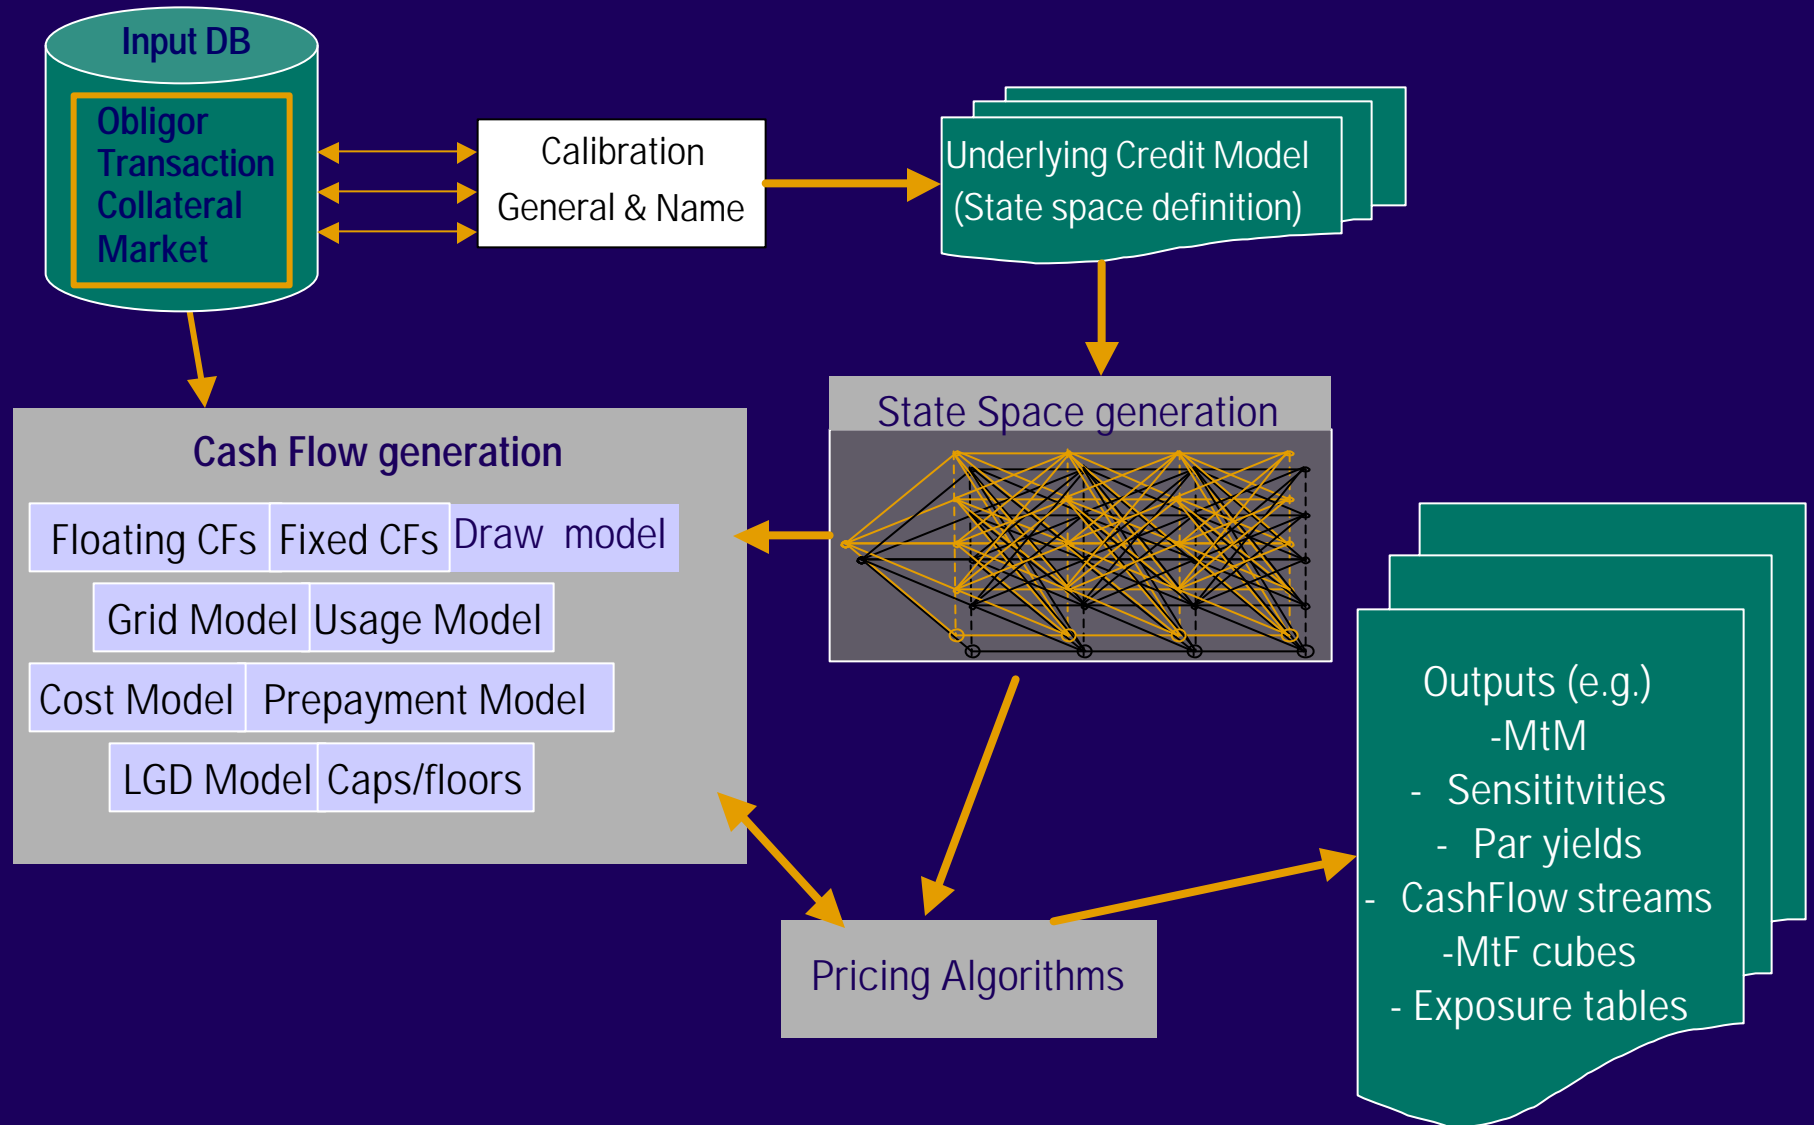 Input DB
Obligor
Transaction
Collateral
Market
Calibration
General & Name
Underlying Credit Model
(State space definition)
State Space generation
Cash Flow generation
Floating CFs Fixed CFs Draw model
Grid Model Usage Model
Cost Model Prepayment Model
LGD Model Caps/floors
Pricing Algorithms
Outputs (e.g.)
-MtM
- Sensititvities
- Par yields
- CashFlow streams
-MtF cubes
- Exposure tables